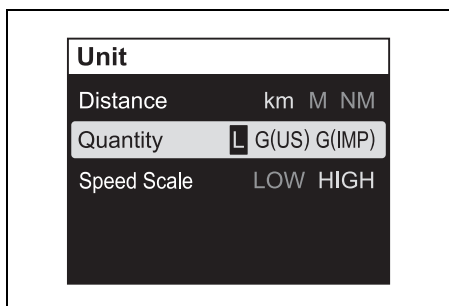 Unit
Distance km M NM
Quantity L G(US) G(IMP)
Speed Scale LOW HIGH